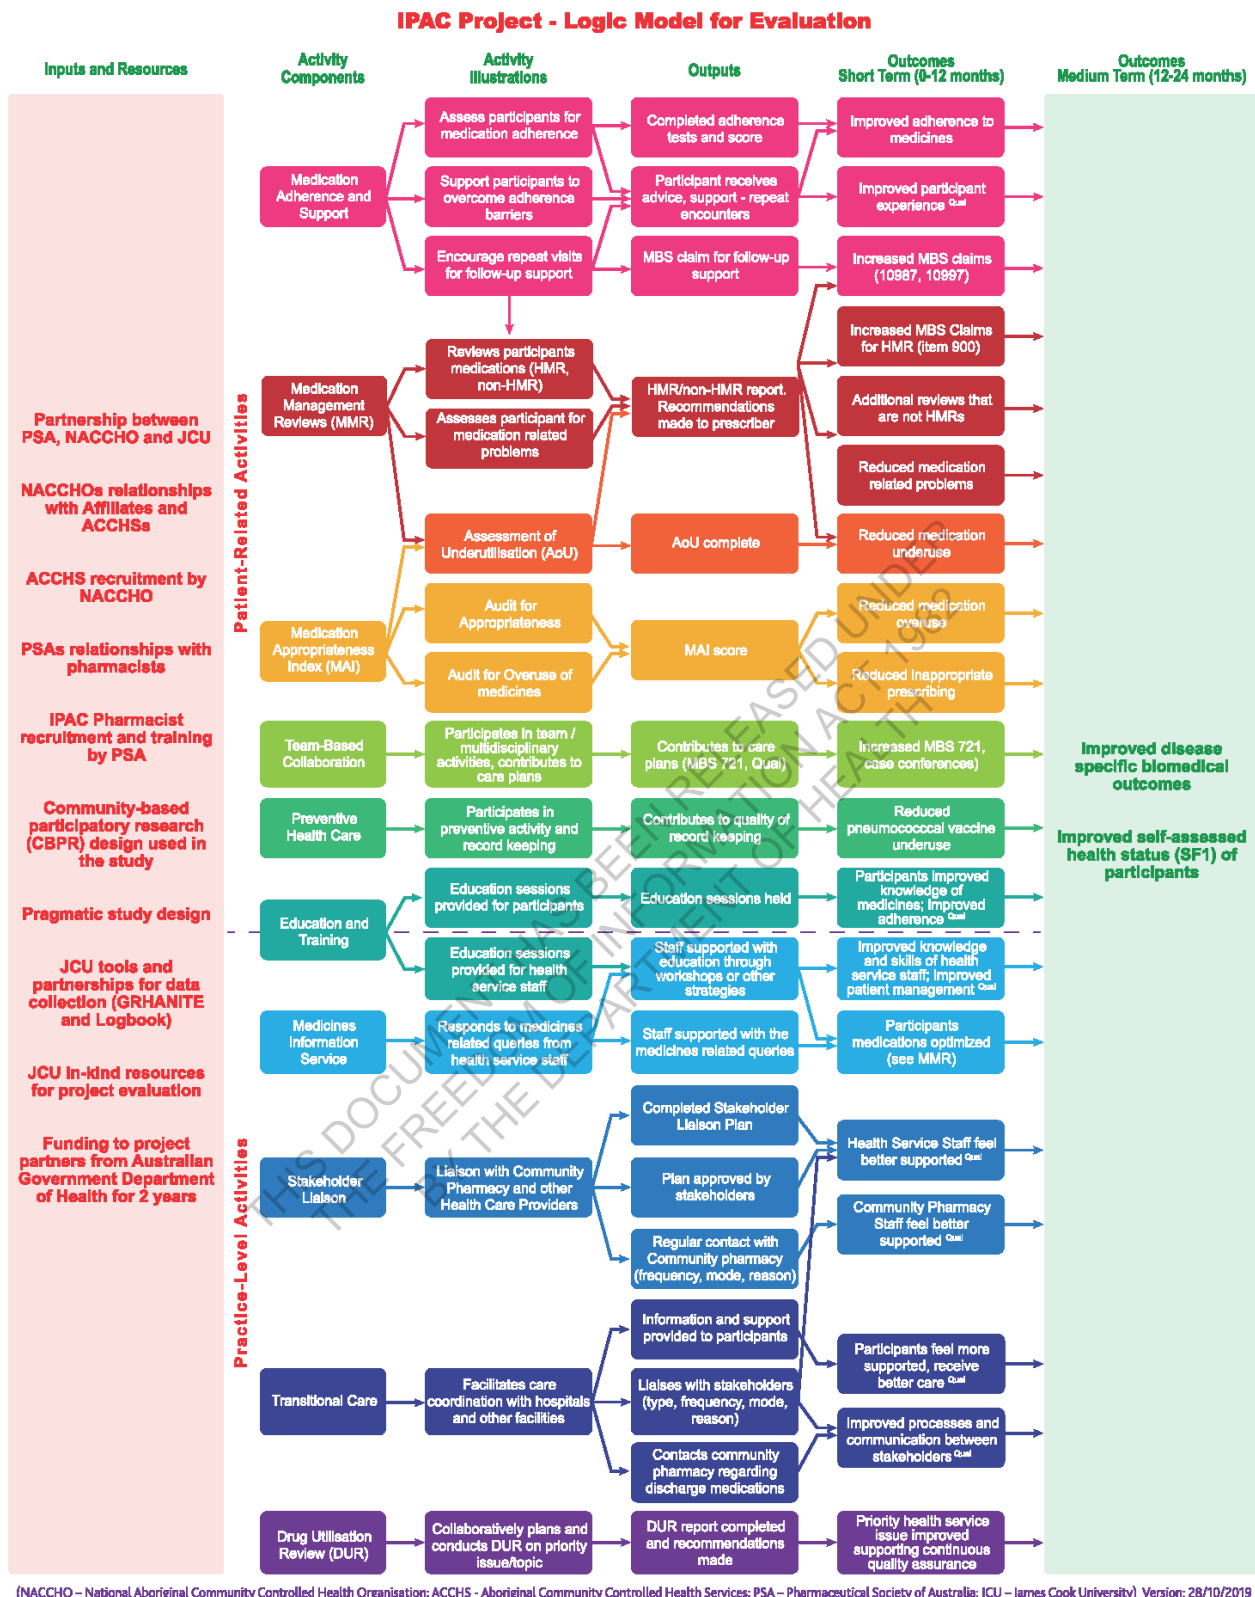 IPAC Project - Logic Model for Evaluation
Inputs and Resources
Activity
Components
Activity
Illustrations
Outputs
Outcomes
Short Term (0-12 months)
Outcomes
Medium Term (12-24 months)
Partnership between
PSA, NACCHO and JCU
NACCHOs relationships
with Affiliates and
ACCHSs
ACCHS recruitment by
NACCHO
PSAs relationships with
pharmacists
IPAC Pharmacist
recruitment and training
by PSA
Community-based
participatory research
(CBPR) design used in
the study
Pragmatic study design
JCU tools and
partnerships for data
collection (GRHANITE
and Logbook)
JCU in-kind resources
for project evaluation
Funding to project
partners from Australian
Government Department
of Health for 2 years
Patient-Related Activities
Practice-Level Activities
Medication
Adherence and
Support
Assess participants for
medication adherence
Support participants to
overcome adherence
barriers
Encourage repeat visits
for follow-up support
Completed adherence
tests and score
Participant receives
advice, support - repeat
encounters
MBS claim for follow-up
support
Improved adherence to
medicines
Improved participant
experience Qual
Increased MBS claims
(10987, 10997)
Medication
Management
Reviews (MMR)
Reviews participants
medications (HMR,
non-HMR)
Assesses participant for
medication related
problems
HMR/non-HMR report.
Recommendations
made to prescriber
Increased MBS Claims
for HMR (item 900)
Additional reviews that
are not HMRs
Reduced medication
related problems
Assessment of
Underutilisation (AoU)
AoU complete
Reduced medication
underuse
Medication
Appropriateness
Index (MAI)
Audit for
Appropriateness
Audit for Overuse of
medicines
MAI score
Reduced medication
overuse
Reduced inappropriate
prescribing
Team-Based
Collaboration
Participates in team /
multidisciplinary
activities, contributes to
care plans
Contributes to care
plans (MBS 721, Qual)
Increased MBS 721,
case conferences)
Preventive
Health Care
Participates in
preventive activity and
record keeping
Contributes to quality of
record keeping
Reduced
pneumococcal vaccine
underuse
Education and
Training
Education sessions
provided for participants
Education sessions held
Participants improved
knowledge of
medicines; improved
adherence Qual
Education sessions
provided for health
service staff
Staff supported with
education through
workshops or other
strategies
Improved knowledge
and skills of health
service staff; improved
patient management Qual
Medicines
Information
Service
Responds to medicines
related queries from
health service staff
Staff supported with the
medicines related queries
Participants
medications optimized
(see MMR)
Stakeholder
Liaison
Liaison with Community
Pharmacy and other
Health Care Providers
Completed Stakeholder
Liaison Plan
Plan approved by
stakeholders
Regular contact with
Community pharmacy
(frequency, mode, reason)
Health Service Staff feel
better supported Qual
Community Pharmacy
Staff feel better
supported Qual
Transitional Care
Facilitates care
coordination with hospitals
and other facilities
Information and support
provided to participants
Liaises with stakeholders
(type, frequency, mode,
reason)
Contacts community
pharmacy regarding
discharge medications
Participants feel more
supported, receive
better care Qual
Improved processes and
communication between
stakeholders Qual
Drug Utilisation
Review (DUR)
Collaboratively plans and
conducts DUR on priority
issue/topic
DUR report completed
and recommendations
made
Priority health service
issue improved
supporting continuous
quality assurance
Improved disease
specific biomedical
outcomes
Improved self-assessed
health status (SF1) of
participants
THIS DOCUMENT HAS BEEN RELEASED UNDER
THE FREEDOM OF INFORMATION ACT 1982
BY THE DEPARTMENT OF HEALTH
(NACCHO – National Aboriginal Community Controlled Health Organisation; ACCHS - Aboriginal Community Controlled Health Services; PSA – Pharmaceutical Society of Australia; JCU – James Cook University) Version: 28/10/2019